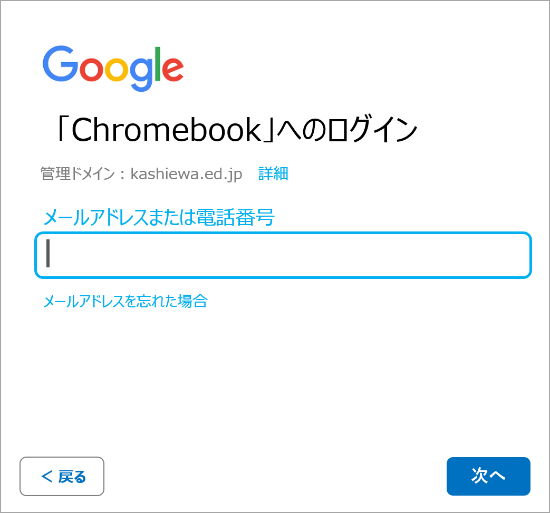 Google
「Chromebook」へのログイン
管理ドメイン：kashiewa.ed.jp　詳細
メールアドレスまたは電話番号
メールアドレスを忘れた場合
＜ 戻る
次へ